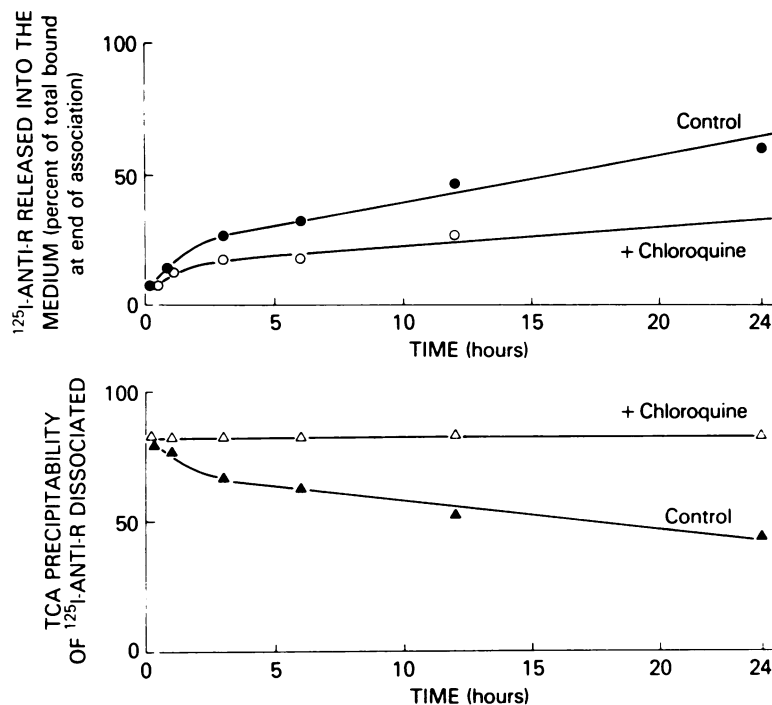 ¹²⁵I-ANTI-R RELEASED INTO THE
MEDIUM (percent of total bound
at end of association)
100
50
0
Control
+ Chloroquine
0 5 10 15 20 24
TIME (hours)
TCA PRECIPITABILITY
OF ¹²⁵I-ANTI-R DISSOCIATED
100
50
0
+ Chloroquine
Control
0 5 10 15 20 24
TIME (hours)